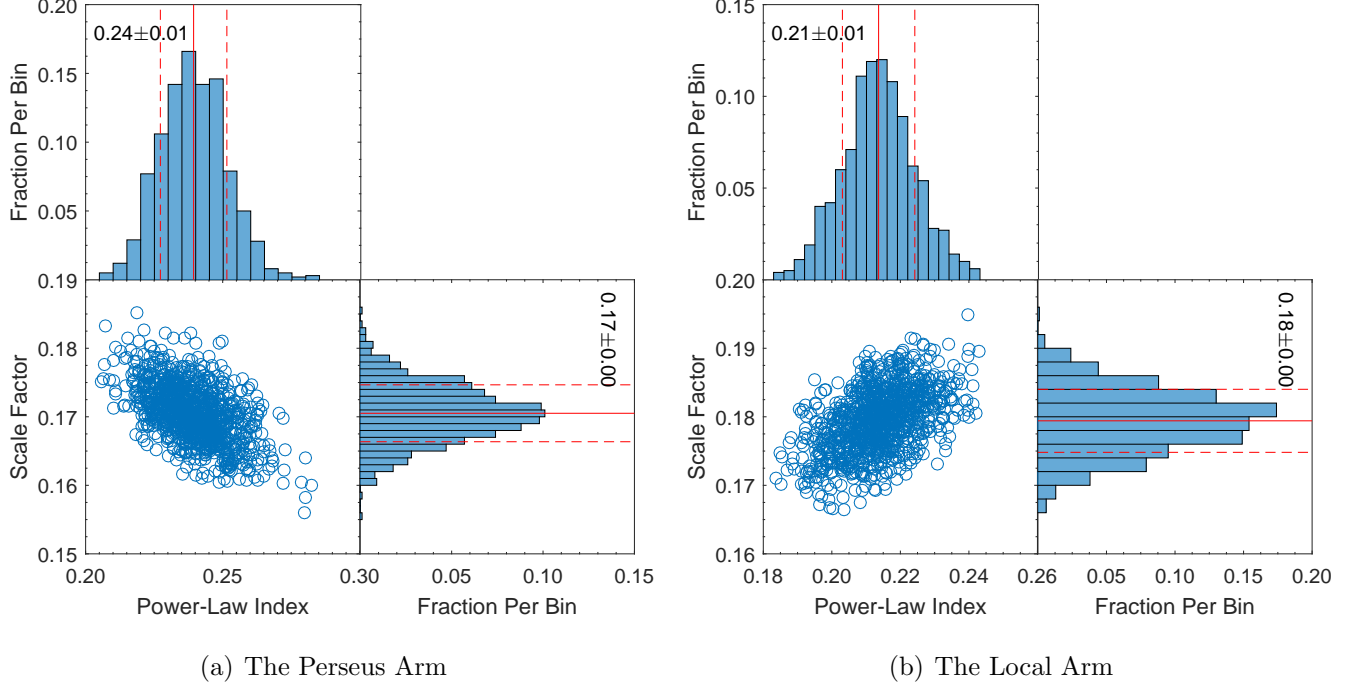 0.20
0.15
0.10
0.05
0.19
Fraction Per Bin
0.24±0.01
0.18
0.17
0.16
0.15
Scale Factor
0.17±0.00
0.20 0.25 0.30 0.05 0.10 0.15
Power-Law Index Fraction Per Bin
(a) The Perseus Arm
0.15
0.10
0.05
0.20
Fraction Per Bin
0.21±0.01
0.19
0.18
0.17
0.16
Scale Factor
0.18±0.00
0.18 0.20 0.22 0.24 0.26 0.05 0.10 0.15 0.20
Power-Law Index Fraction Per Bin
(b) The Local Arm